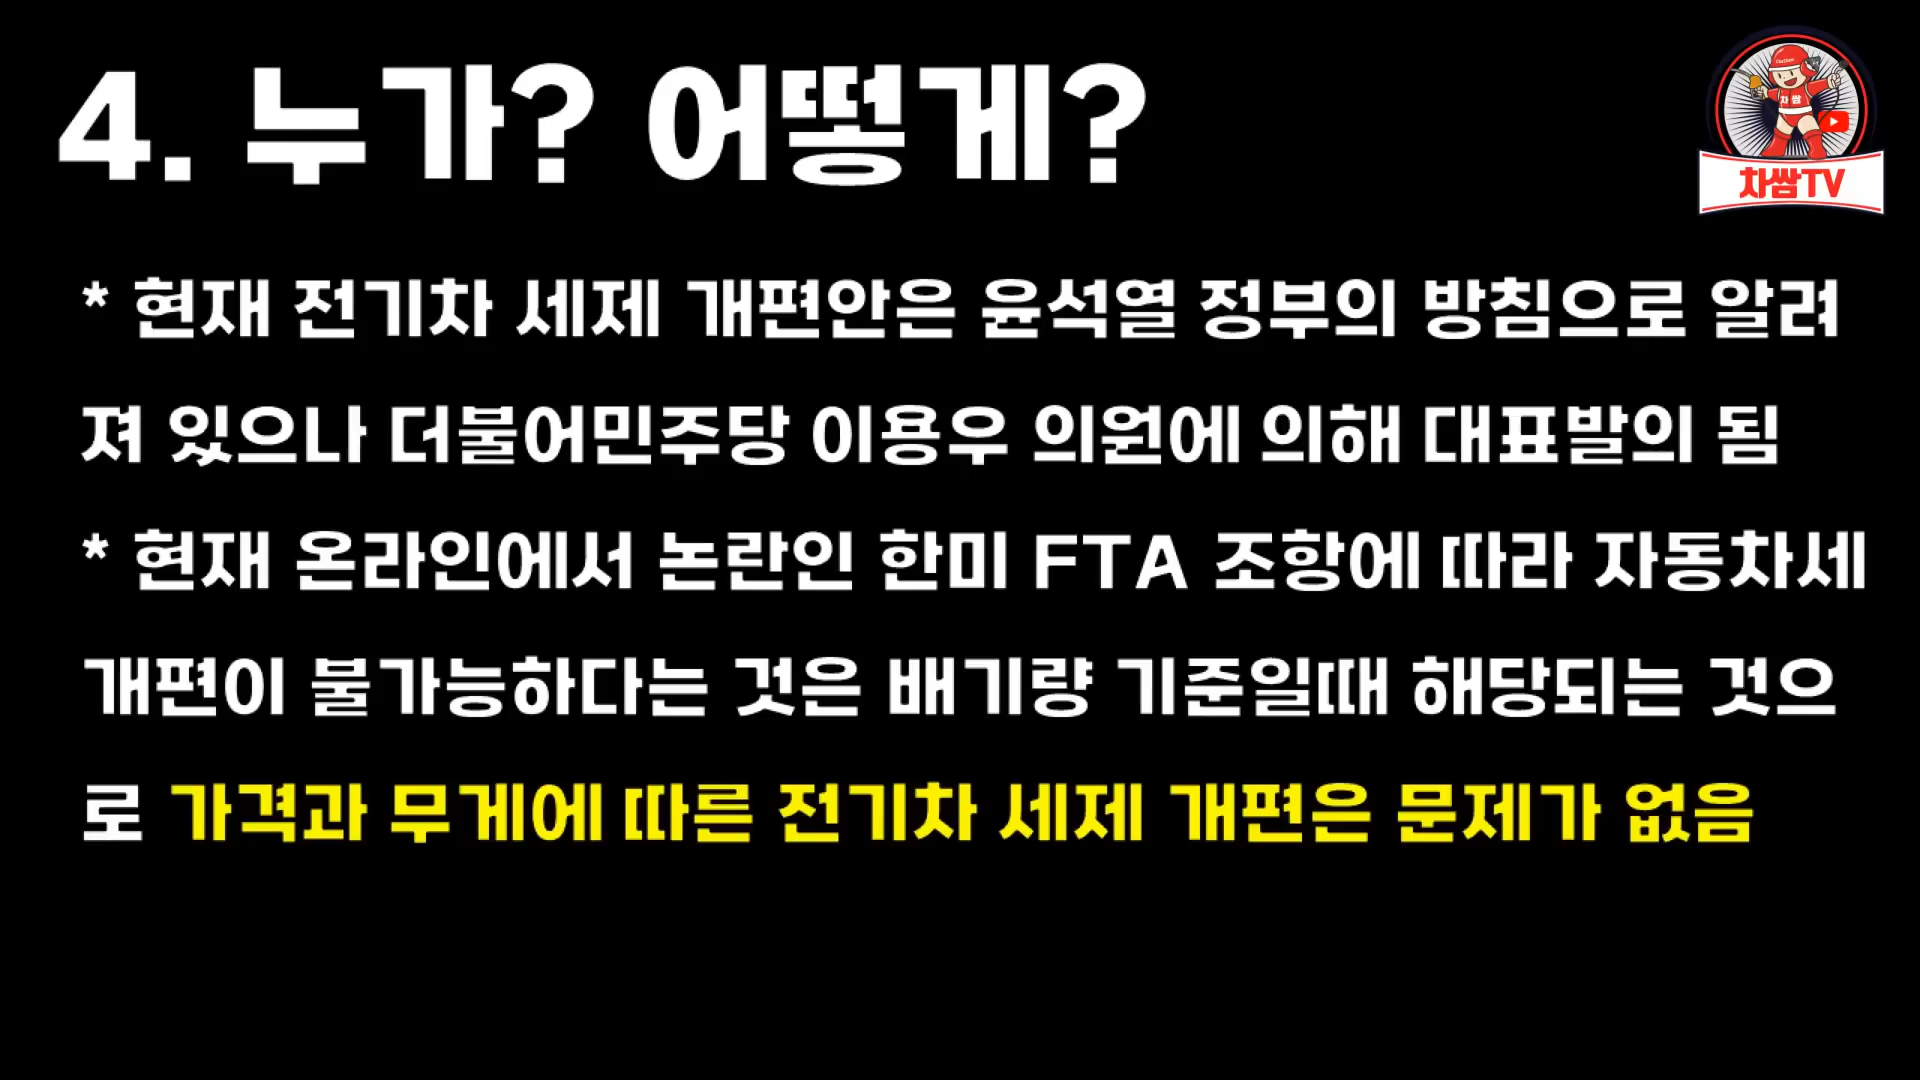 4. 누가? 어떻게?
차쌈TV
* 현재 전기차 세제 개편안은 윤석열 정부의 방침으로 알려
져 있으나 더불어민주당 이용우 의원에 의해 대표발의 됨
* 현재 온라인에서 논란인 한미 FTA 조항에 따라 자동차세
개편이 불가능하다는 것은 배기량 기준일때 해당되는 것으
로 가격과 무게에 따른 전기차 세제 개편은 문제가 없음